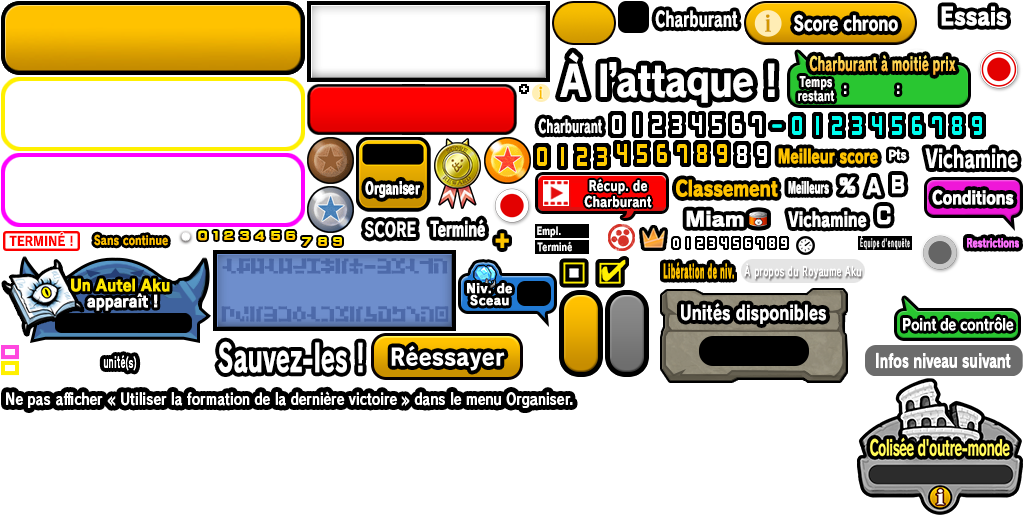 Charburant
Score chrono
Essais
À l'attaque !
Charburant à moitié prix
Temps
restant : :
Charburant 01234567-0123456789
012345678989
Meilleur score
Pts
Vichamine
Organiser
Récup. de
Charburant
Classement
Meilleurs % A B
Conditions
SCORE
Terminé
Miam
Vichamine C
TERMINÉ !
Sans continue
0123456789
Empl.
Terminé
0123456789
Équipe d'enquête
Restrictions
Un Autel Aku
apparaît !
Niv. de
Sceau
Libération de niv.
À propos du Royaume Aku
Unités disponibles
Point de contrôle
unité(s)
Sauvez-les !
Réessayer
Infos niveau suivant
Ne pas afficher « Utiliser la formation de la dernière victoire » dans le menu Organiser.
Colisée d'outre-monde
i